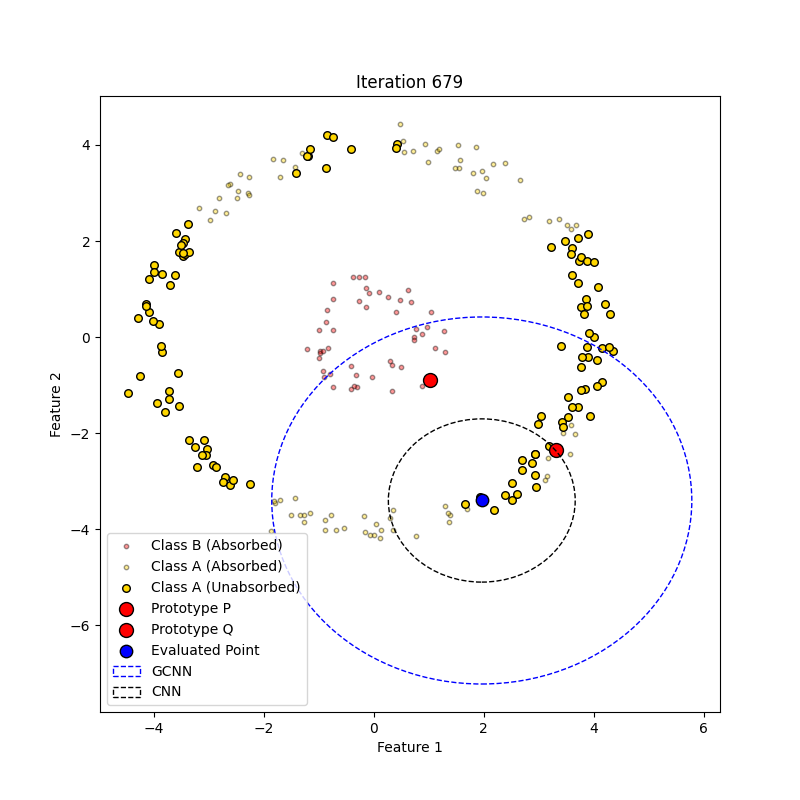 Iteration 679
4
2
0
−2
−4
−6
Feature 2
Class B (Absorbed)
Class A (Absorbed)
Class A (Unabsorbed)
Prototype P
Prototype Q
Evaluated Point
GCNN
CNN
−4
−2
0
2
4
6
Feature 1